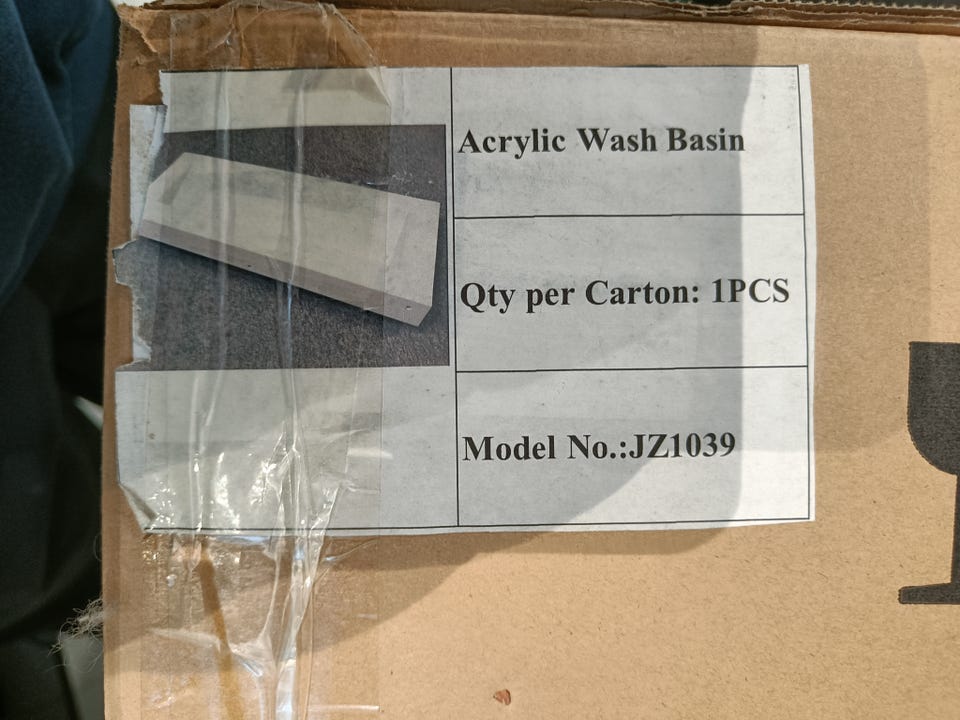 Acrylic Wash Basin
Qty per Carton: 1PCS
Model No.:JZ1039